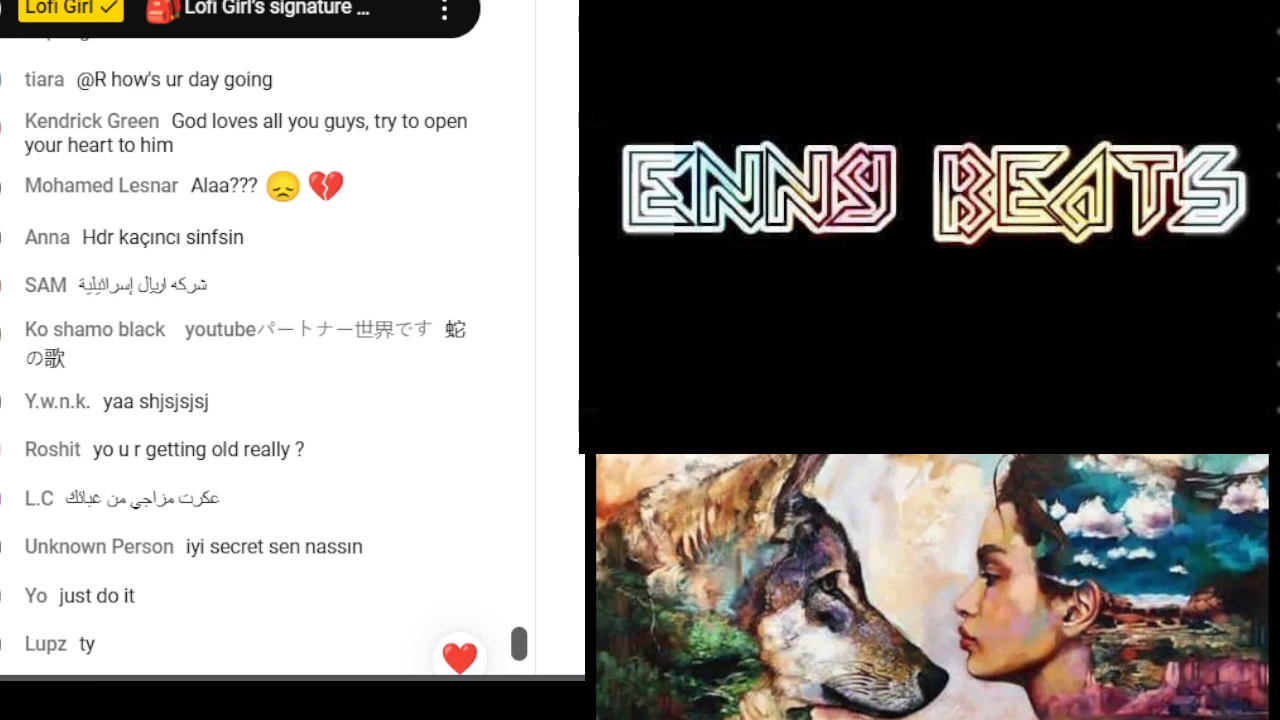 Lofi Girl ✓ 🎒 Lofi Girl's signature ...
tiara @R how's ur day going
Kendrick Green God loves all you guys, try to open
your heart to him
Mohamed Lesnar Alaa??? 😞 💔
Anna Hdr kaçıncı sinfsin
SAM شركه اريال إسرائيلية
Ko shamo black youtubeパートナー世界です 蛇
の歌
Y.w.n.k. yaa shjsjsjsj
Roshit yo u r getting old really ?
L.C عكرت مزاجي من غبائك
Unknown Person iyi secret sen nassın
Yo just do it
Lupz ty
ENNY BEATS